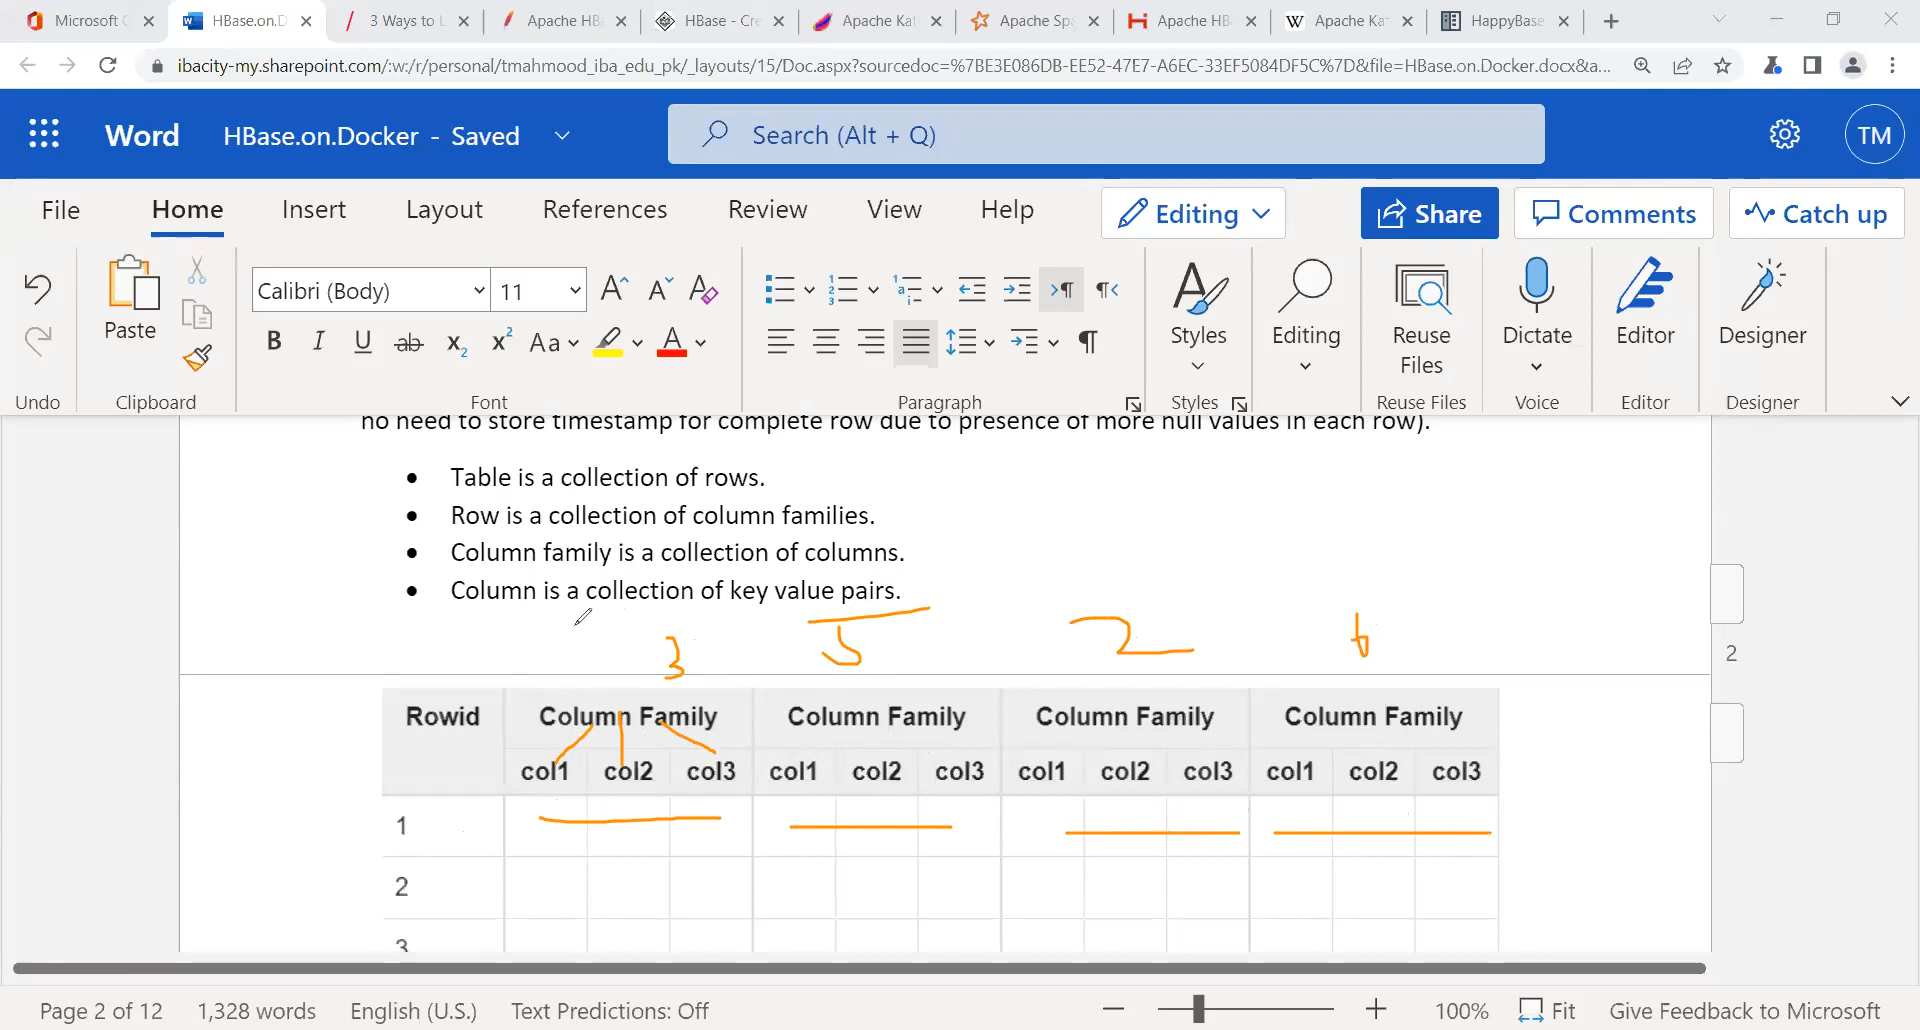 Microsoft O
HBase.on.D
3 Ways to L
Apache HBa
HBase - Cre
Apache Kaf
Apache Spa
Apache HBa
Apache Kaf
HappyBase
ibacity-my.sharepoint.com/:w:/r/personal/tmahmood_iba_edu_pk/_layouts/15/Doc.aspx?sourcedoc=%7BE3E086DB-EE52-47E7-A6EC-33EF5084DF5C%7D&file=HBase.on.Docker.docx&a...
Word HBase.on.Docker - Saved Search (Alt + Q) TM
File Home Insert Layout References Review View Help Editing Share Comments Catch up
Calibri (Body) 11
Paste Styles Editing Reuse Files Dictate Editor Designer
Undo Clipboard Font Paragraph Styles Reuse Files Voice Editor Designer
no need to store timestamp for complete row due to presence of more null values in each row).
• Table is a collection of rows.
• Row is a collection of column families.
• Column family is a collection of columns.
• Column is a collection of key value pairs.
3 5 2 6
2
Rowid Column Family Column Family Column Family Column Family
col1 col2 col3 col1 col2 col3 col1 col2 col3 col1 col2 col3
1
2
3
Page 2 of 12 1,328 words English (U.S.) Text Predictions: Off 100% Fit Give Feedback to Microsoft